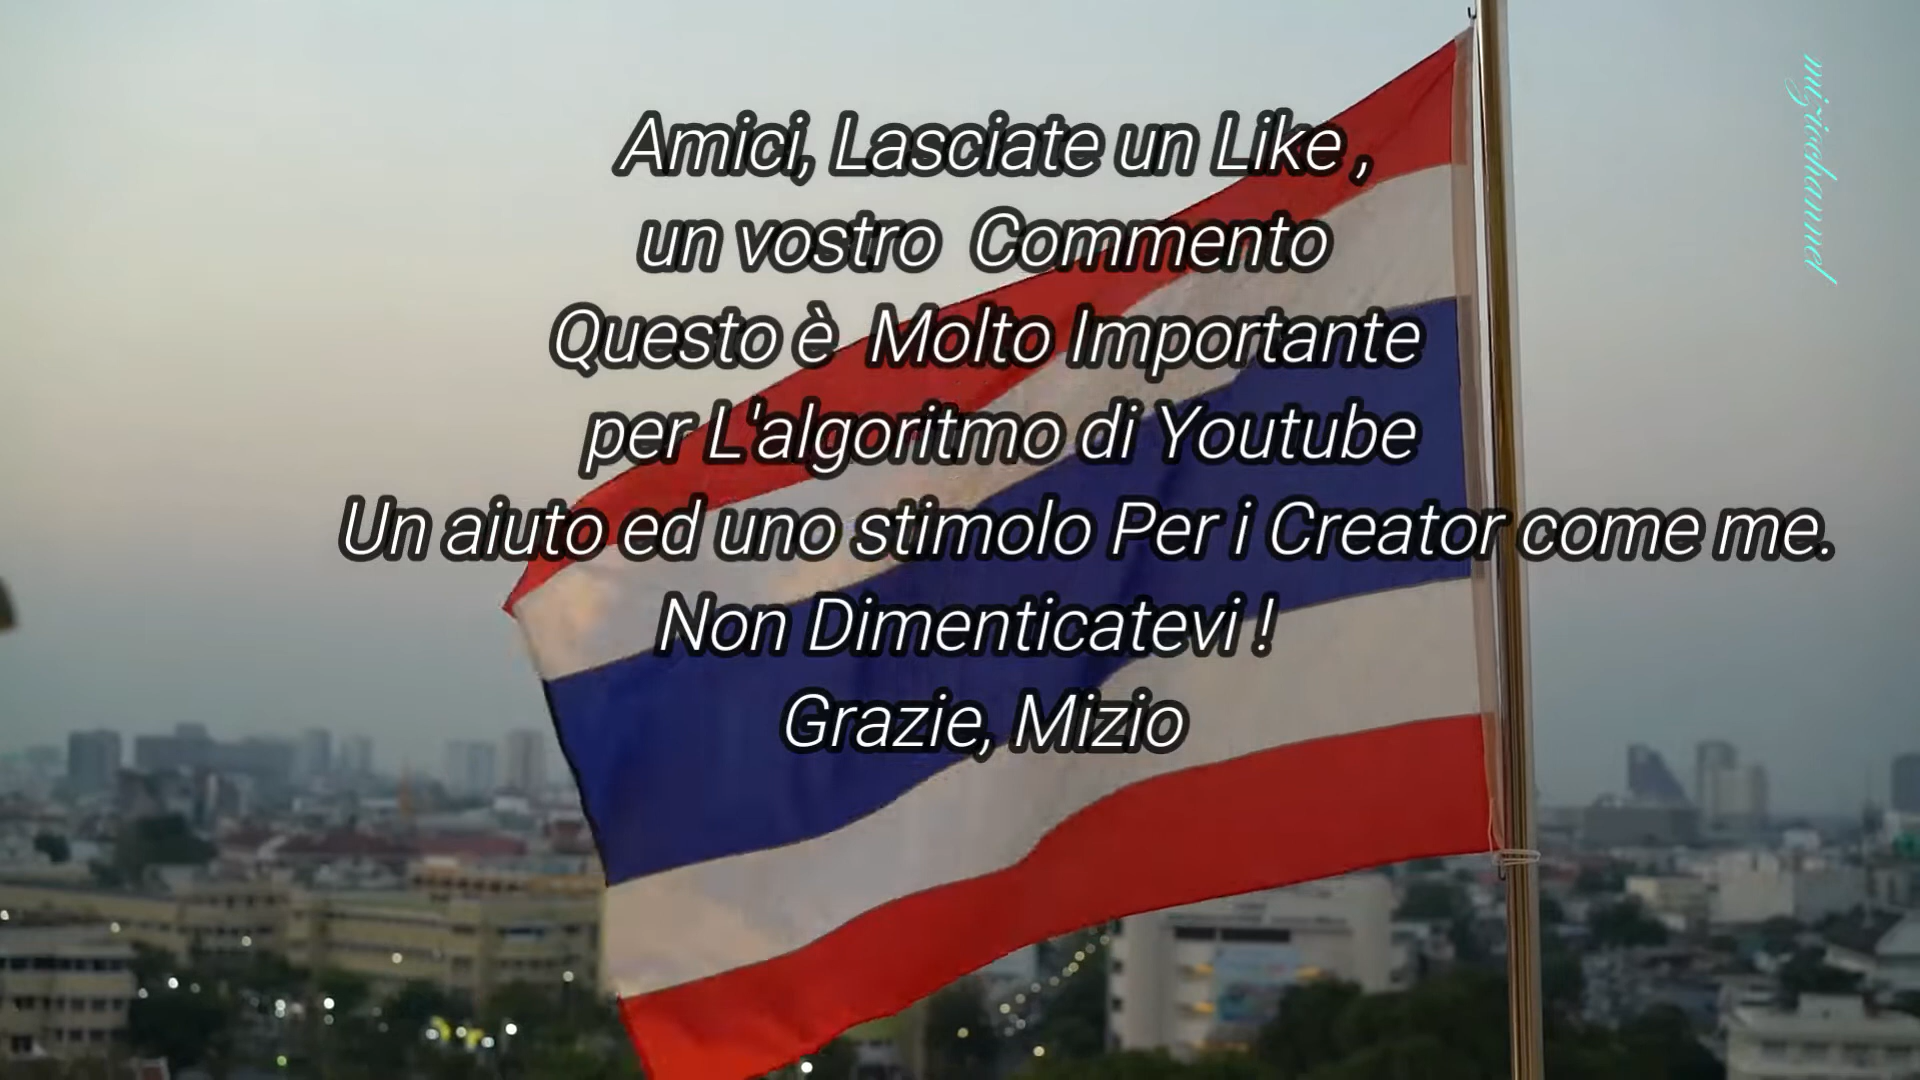 Amici, Lasciate un Like ,
un vostro Commento
Questo è Molto Importante
per L'algoritmo di Youtube
Un aiuto ed uno stimolo Per i Creator come me.
Non Dimenticatevi !
Grazie, Mizio
miziochannel